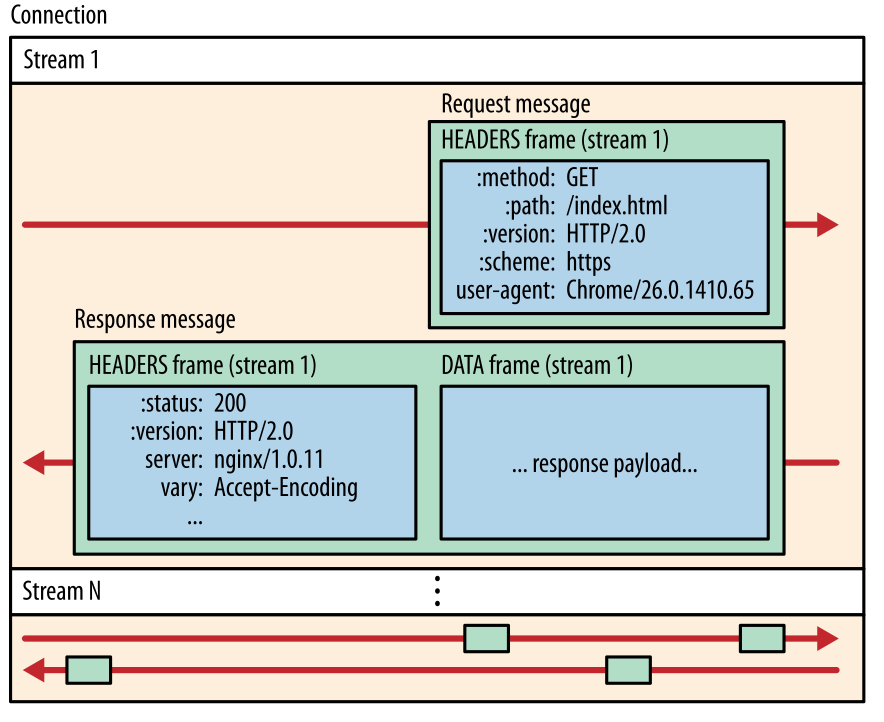 Connection
Stream 1
Request message
HEADERS frame (stream 1)
:method: GET
:path: /index.html
:version: HTTP/2.0
:scheme: https
user-agent: Chrome/26.0.1410.65
Response message
HEADERS frame (stream 1)
:status: 200
:version: HTTP/2.0
server: nginx/1.0.11
vary: Accept-Encoding
...
DATA frame (stream 1)
... response payload...
Stream N